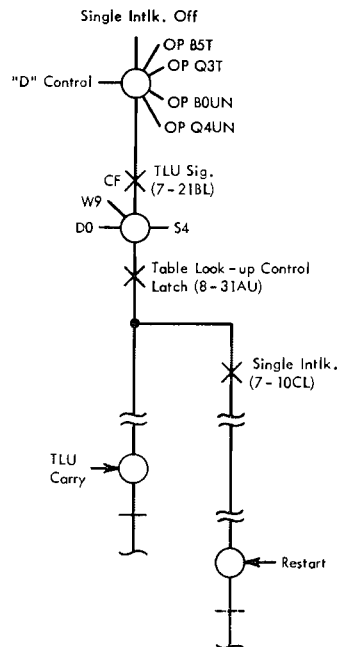 Single Intlk. Off
OP B5T
OP Q3T
"D" Control
OP B0UN
OP Q4UN
CF
TLU Sig.
(7-21BL)
W9
D0
S4
Table Look-up Control
Latch (8-31AU)
Single Intlk.
(7-10CL)
TLU
Carry
Restart